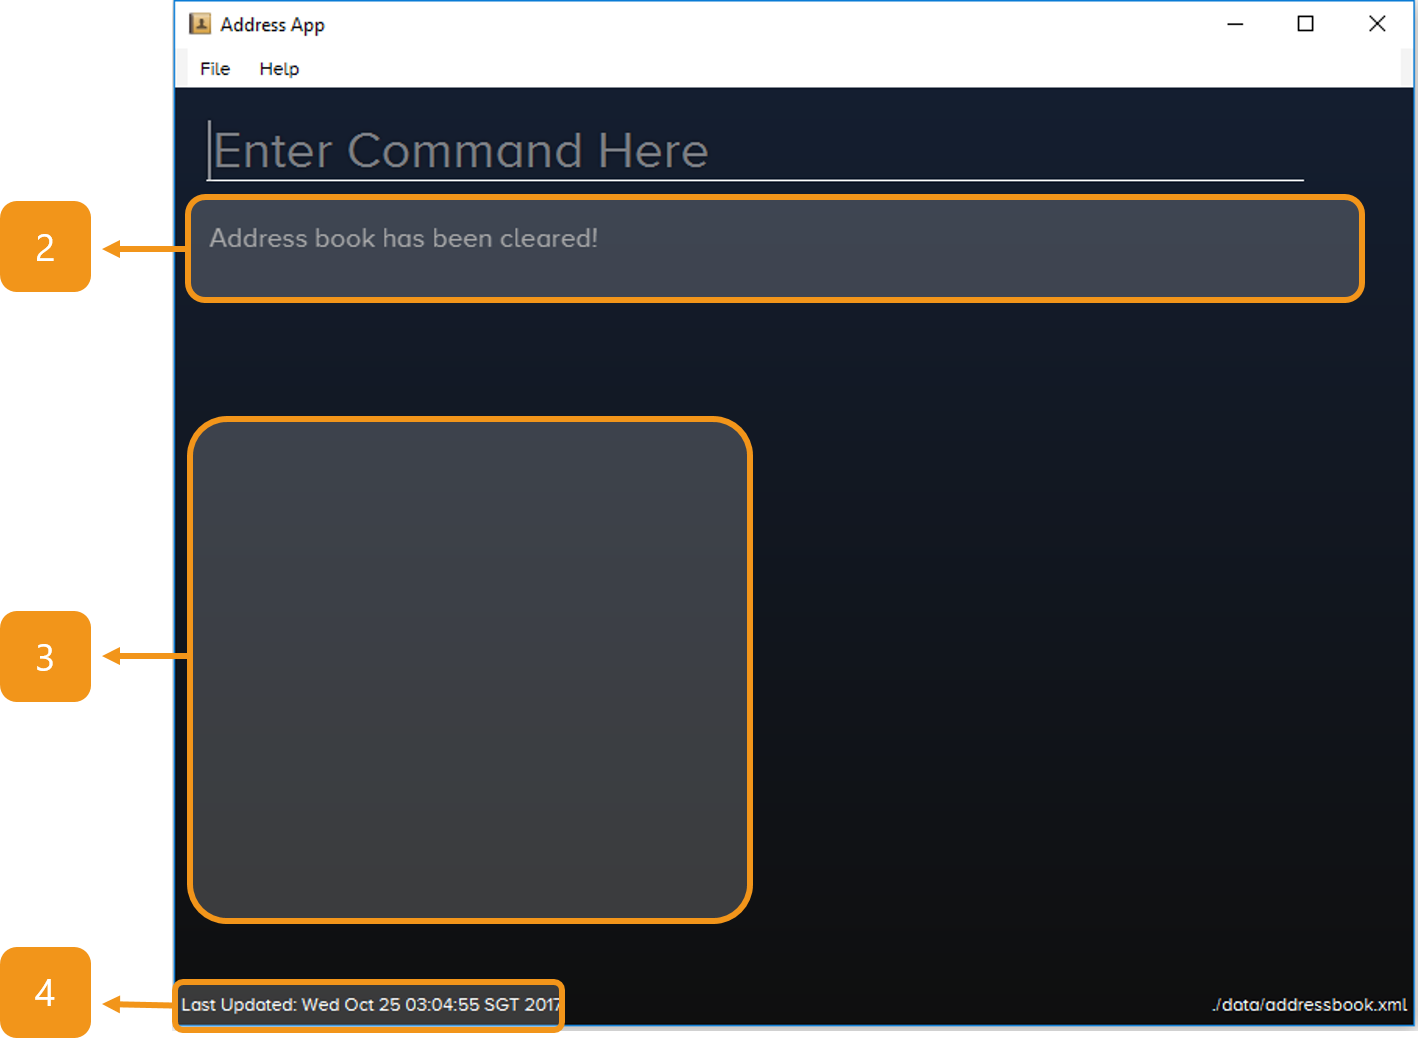 Address App
File Help
Enter Command Here
2
Address book has been cleared!
3
4
Last Updated: Wed Oct 25 03:04:55 SGT 2017
./data/addressbook.xml